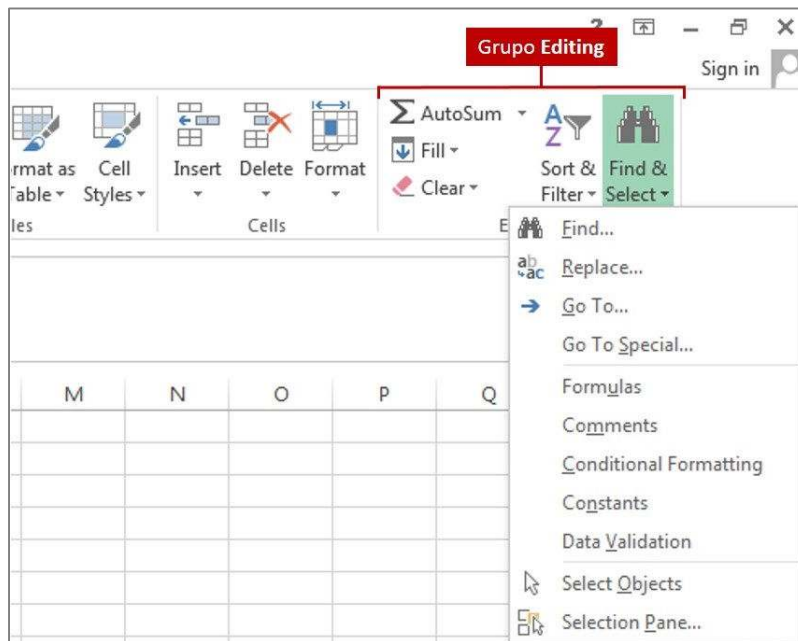 ?
Grupo Editing
Sign in
AutoSum
Fill
Clear
Sort &
Filter
Find &
Select
rmat as
Table
Cell
Styles
Insert
Delete
Format
les
Cells
E
Find...
Replace...
Go To...
Go To Special...
Formulas
Comments
Conditional Formatting
Constants
Data Validation
Select Objects
Selection Pane...
M N O P Q